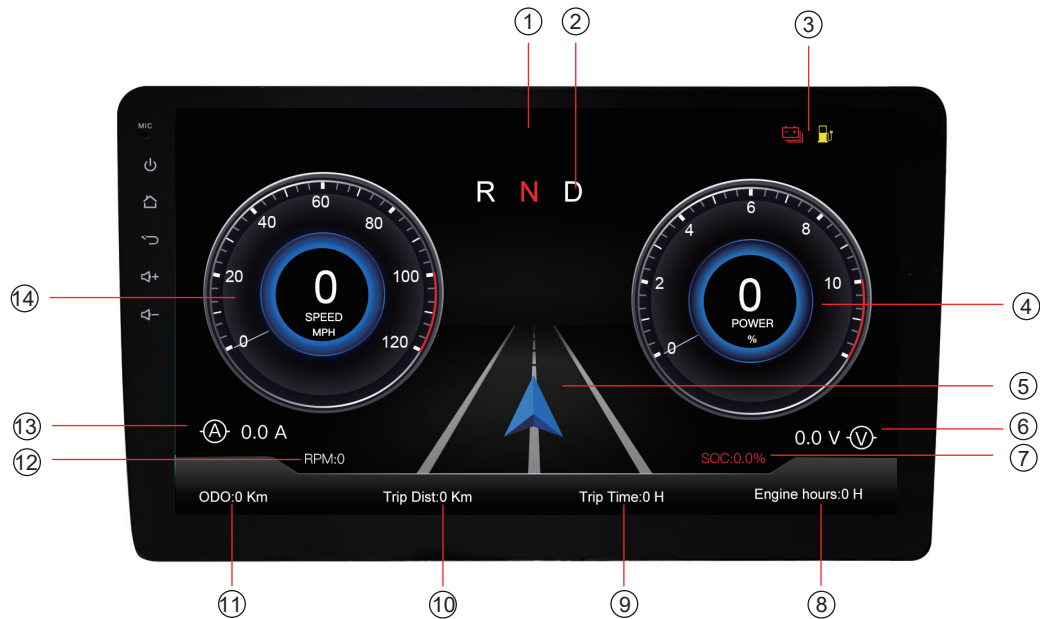 ① ② ③
MIC
R N D
0 20 40 60 80 100 120
0
SPEED
MPH
0 2 4 6 8 10
0
POWER
%
⑭
④
⑤
⑬ A 0.0 A
0.0 V V ⑥
⑫ RPM:0
SOC:0.0% ⑦
ODO:0 Km Trip Dist:0 Km Trip Time:0 H Engine hours:0 H
⑪ ⑩ ⑨ ⑧